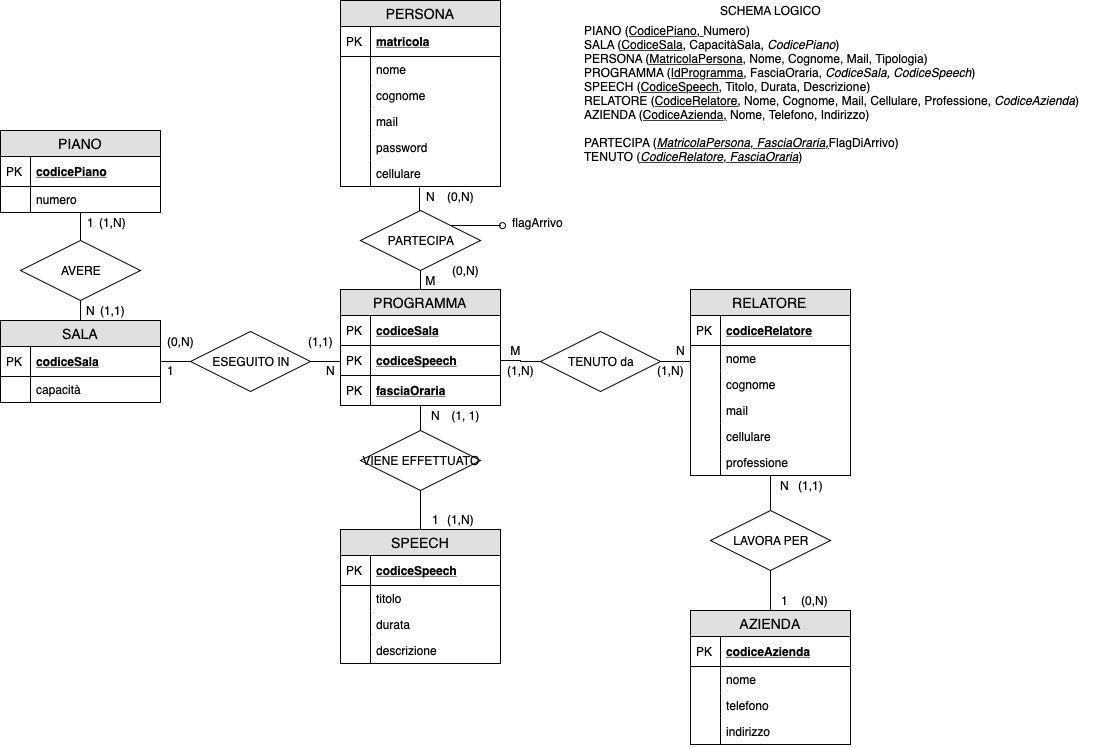 SCHEMA LOGICO
PIANO (CodicePiano, Numero)
SALA (CodiceSala, CapacitàSala, CodicePiano)
PERSONA (MatricolaPersona, Nome, Cognome, Mail, Tipologia)
PROGRAMMA (IdProgramma, FasciaOraria, CodiceSala, CodiceSpeech)
SPEECH (CodiceSpeech, Titolo, Durata, Descrizione)
RELATORE (CodiceRelatore, Nome, Cognome, Mail, Cellulare, Professione, CodiceAzienda)
AZIENDA (CodiceAzienda, Nome, Telefono, Indirizzo)
PARTECIPA (MatricolaPersona, FasciaOraria,FlagDiArrivo)
TENUTO (CodiceRelatore, FasciaOraria)
PERSONA
PK matricola
nome
cognome
mail
password
cellulare
N (0,N)
PARTECIPA
flagArrivo
(0,N)
M
PIANO
PK codicePiano
numero
1 (1,N)
AVERE
N (1,1)
SALA
PK codiceSala
capacità
(0,N)
1
ESEGUITO IN
(1,1)
N
PROGRAMMA
PK codiceSala
PK codiceSpeech
PK fasciaOraria
M
(1,N)
TENUTO da
N
(1,N)
RELATORE
PK codiceRelatore
nome
cognome
mail
cellulare
professione
N (1, 1)
VIENE EFFETTUATO
1 (1,N)
SPEECH
PK codiceSpeech
titolo
durata
descrizione
N (1,1)
LAVORA PER
1 (0,N)
AZIENDA
PK codiceAzienda
nome
telefono
indirizzo